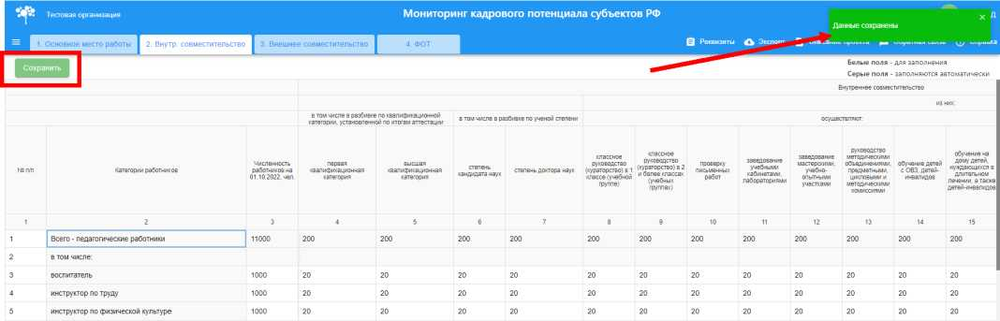 Тестовая организация
Мониторинг кадрового потенциала субъектов РФ
Данные сохранены
×
1. Основное место работы
2. Внутр. совместительство
3. Внешнее совместительство
4. ФОТ
Реквизиты
Сохранить
Белые поля - для заполнения
Серые поля - заполняются автоматически
Внутреннее совместительство
из них:
в том числе в разбивке по квалификационной
категории, установленной по итогам аттестации
в том числе в разбивке по ученой степени
осуществляют:
№ п/п
Категории работников
Численность
работников на
01.10.2022, чел.
первая
квалификационная
категория
высшая
квалификационная
категория
степень
кандидата наук
степень доктора наук
классное
руководство
(кураторство) в 1
классе (учебной
группе)
классное
руководство
(кураторство) в 2
и более классах
(учебных
группах)
проверку
письменных
работ
заведование
учебными
кабинетами,
лабораториями
заведование
мастерскими,
учебно-
опытными
участками
руководство
методическими
объединениями,
предметными,
цикловыми и
методическими
комиссиями
обучение детей
с ОВЗ, детей-
инвалидов
обучение на
дому детей,
нуждающихся в
длительном
лечении, а также
детей-инвалидов
1 2 3 4 5 6 7 8 9 10 11 12 13 14 15
1 Всего - педагогические работники 11000 200 200 200 200 200 200 200 200 200 200 200 200
2 в том числе:
3 воспитатель 1000 20 20 20 20 20 20 20 20 20 20 20 20
4 инструктор по труду 1000 20 20 20 20 20 20 20 20 20 20 20 20
5 инструктор по физической культуре 1000 20 20 20 20 20 20 20 20 20 20 20 20